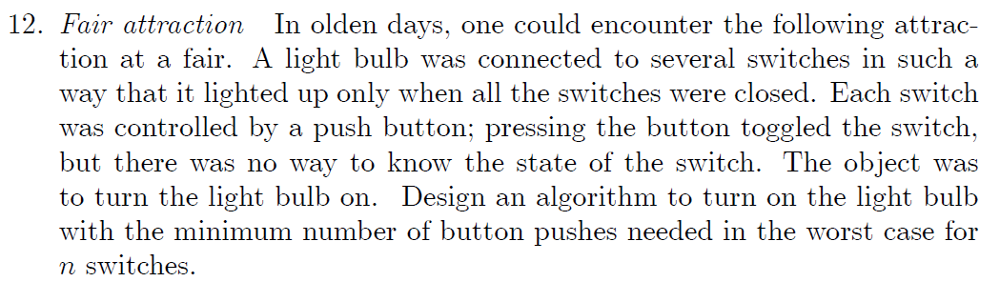 12. Fair attraction In olden days, one could encounter the following attrac-
tion at a fair. A light bulb was connected to several switches in such a
way that it lighted up only when all the switches were closed. Each switch
was controlled by a push button; pressing the button toggled the switch,
but there was no way to know the state of the switch. The object was
to turn the light bulb on. Design an algorithm to turn on the light bulb
with the minimum number of button pushes needed in the worst case for
n switches.